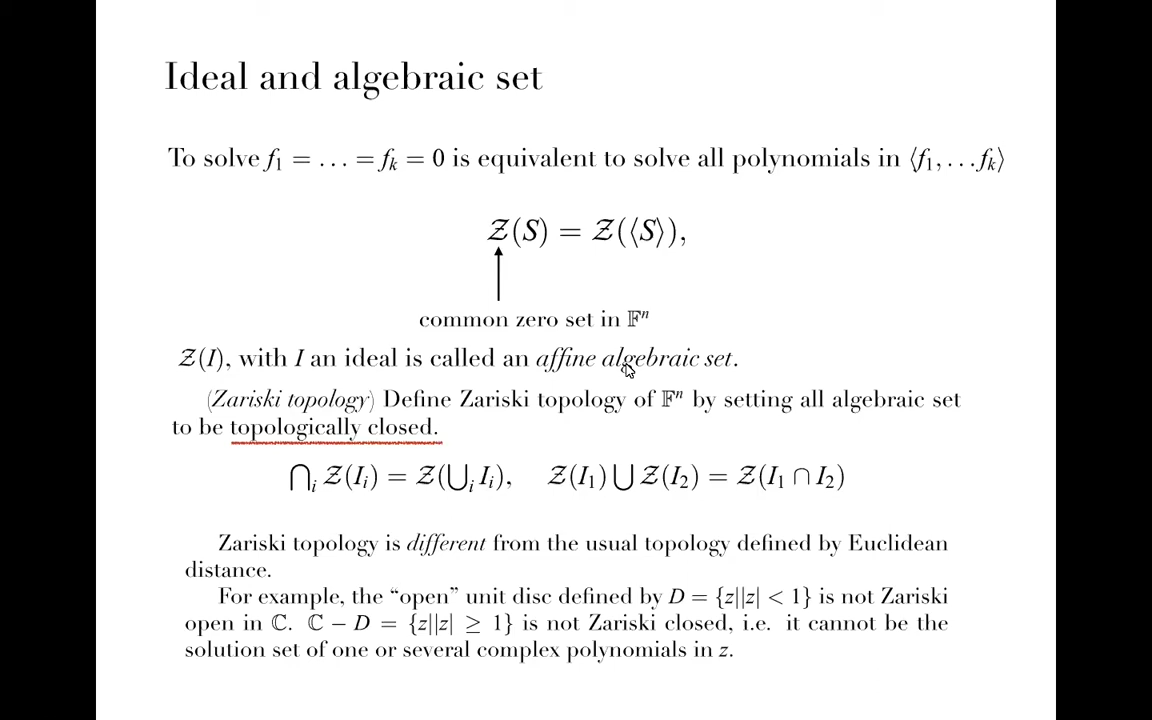 Ideal and algebraic set
To solve f₁ = … = fₖ = 0 is equivalent to solve all polynomials in ⟨f₁, … fₖ⟩
𝒵(S) = 𝒵(⟨S⟩),
common zero set in 𝔽ⁿ
𝒵(I), with I an ideal is called an affine algebraic set.
(Zariski topology) Define Zariski topology of 𝔽ⁿ by setting all algebraic set
to be topologically closed.
⋂ᵢ 𝒵(Iᵢ) = 𝒵(⋃ᵢ Iᵢ), 𝒵(I₁) ⋃ 𝒵(I₂) = 𝒵(I₁ ∩ I₂)
Zariski topology is different from the usual topology defined by Euclidean
distance.
For example, the “open” unit disc defined by D = {z||z| < 1} is not Zariski
open in ℂ. ℂ − D = {z||z| ≥ 1} is not Zariski closed, i.e. it cannot be the
solution set of one or several complex polynomials in z.